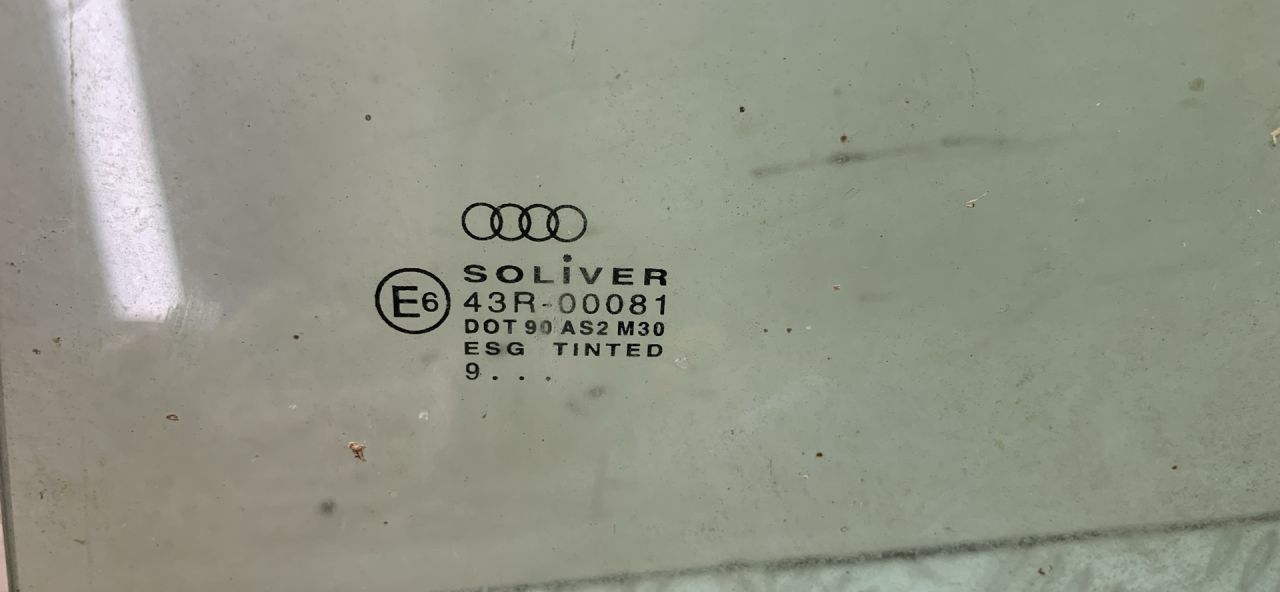 SOLiVER
E6 43R-00081
DOT 90 AS2 M30
ESG TINTED
9...